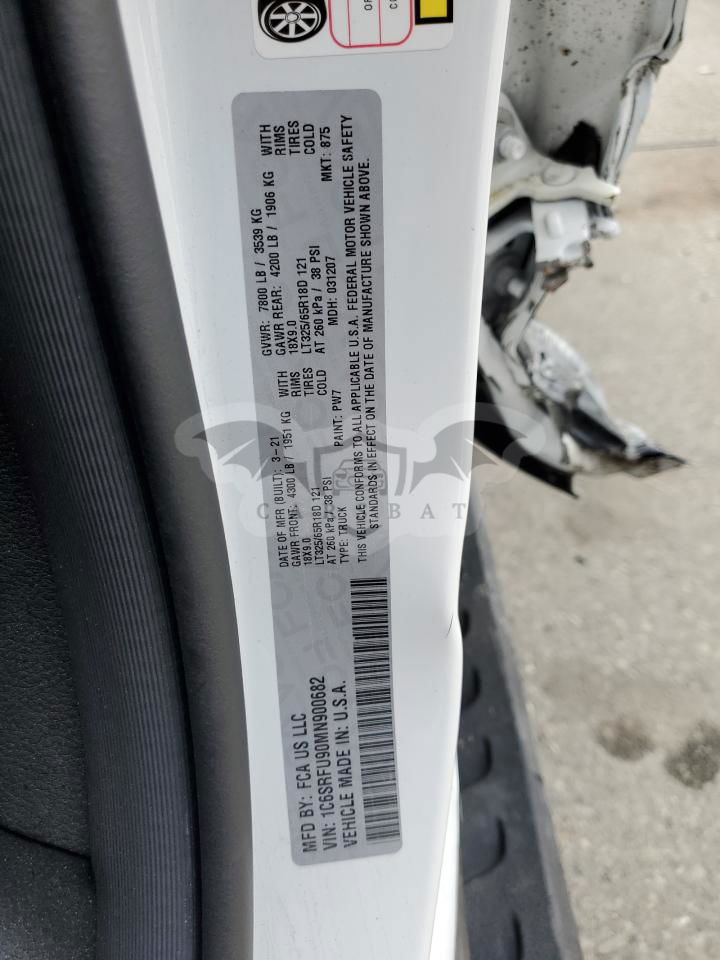 MFD BY: FCA US LLC
VIN: 1C6SRFU90MN900682
VEHICLE MADE IN: U.S.A.
DATE OF MFR (BUILT): 3-21
GAWR FRONT: 4300 LB / 1951 KG WITH
18X9.0 RIMS
LT325/65R18D 121 TIRES
AT 260 kPa / 38 PSI COLD
TYPE: TRUCK PAINT: PW7
GVWR: 7800 LB / 3539 KG
GAWR REAR: 4200 LB / 1906 KG WITH
18X9.0 RIMS
LT325/65R18D 121 TIRES
AT 260 kPa / 38 PSI COLD
MDH: 031207 MKT: 875
THIS VEHICLE CONFORMS TO ALL APPLICABLE U.S.A. FEDERAL MOTOR VEHICLE SAFETY
STANDARDS IN EFFECT ON THE DATE OF MANUFACTURE SHOWN ABOVE.
CARBAT